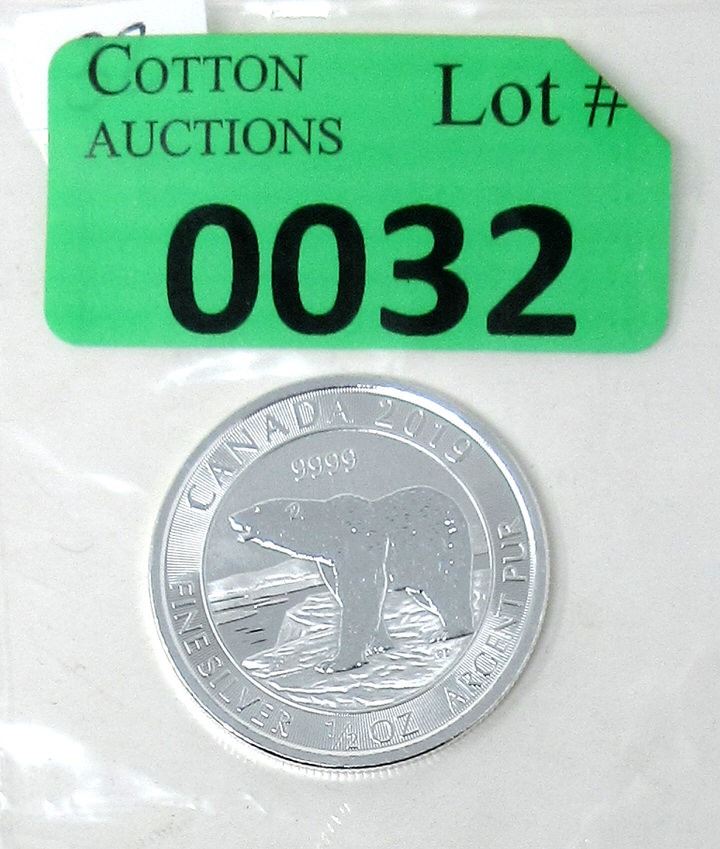 COTTON
AUCTIONS
Lot #
0032
CANADA 2019
9999
FINE SILVER 1/2 OZ ARGENT PUR